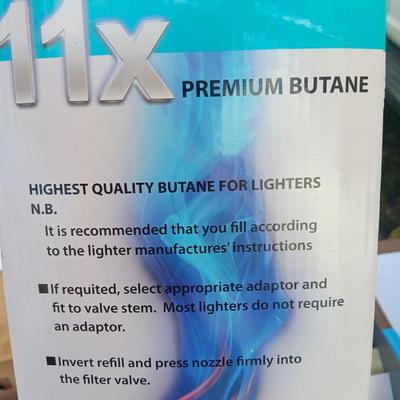 11x PREMIUM BUTANE
HIGHEST QUALITY BUTANE FOR LIGHTERS
N.B.
It is recommended that you fill according
to the lighter manufactures' instructions
■If requited, select appropriate adaptor and
fit to valve stem. Most lighters do not require
an adaptor.
■Invert refill and press nozzle firmly into
the filter valve.